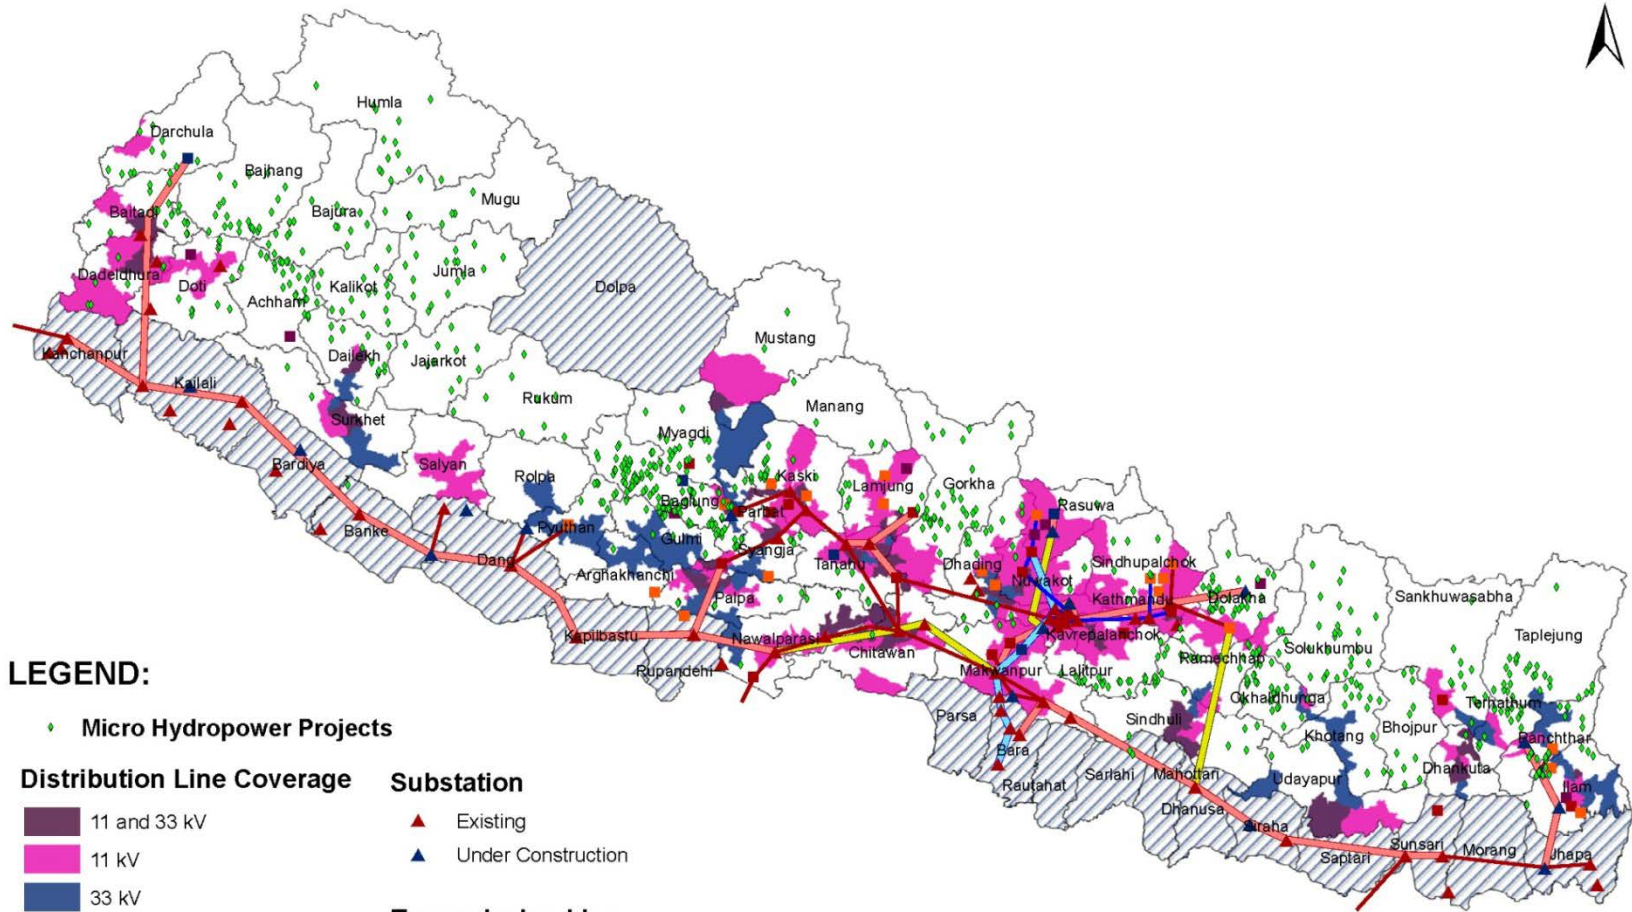 Humla
Darchula
Bajhang
Mugu
Baitadi
Bajura
Jumla
Dadeldhura
Doti
Kalikot
Dolpa
Achham
Mustang
Kanchanpur
Dailekh
Jajarkot
Kailali
Rukum
Manang
Surkhet
Myagdi
Salyan
Bardiya
Rolpa
Kaski
Lamjung
Gorkha
Baglung
Rasuwa
Parbat
Banke
Pyuthan
Gulmi
Syangja
Dang
Tanahu
Dhading
Sindhupalchok
Arghakhanchi
Nuwakot
Palpa
Kathmandu
Dolakha
Sankhuwasabha
Kapilbastu
Nawalparasi
Kavrepalanchok
Taplejung
Chitawan
Solukhumbu
Rupandehi
Makwanpur
Lalitpur
Ramechhap
Okhaldhunga
Terhathum
Parsa
Sindhuli
Bhojpur
Khotang
Panchthar
Bara
Dhankuta
Rautahat
Sarlahi
Mahottari
Udayapur
Ilam
Dhanusa
Siraha
Saptari
Sunsari
Morang
Jhapa
LEGEND:
Micro Hydropower Projects
Distribution Line Coverage
11 and 33 kV
11 kV
33 kV
Substation
Existing
Under Construction